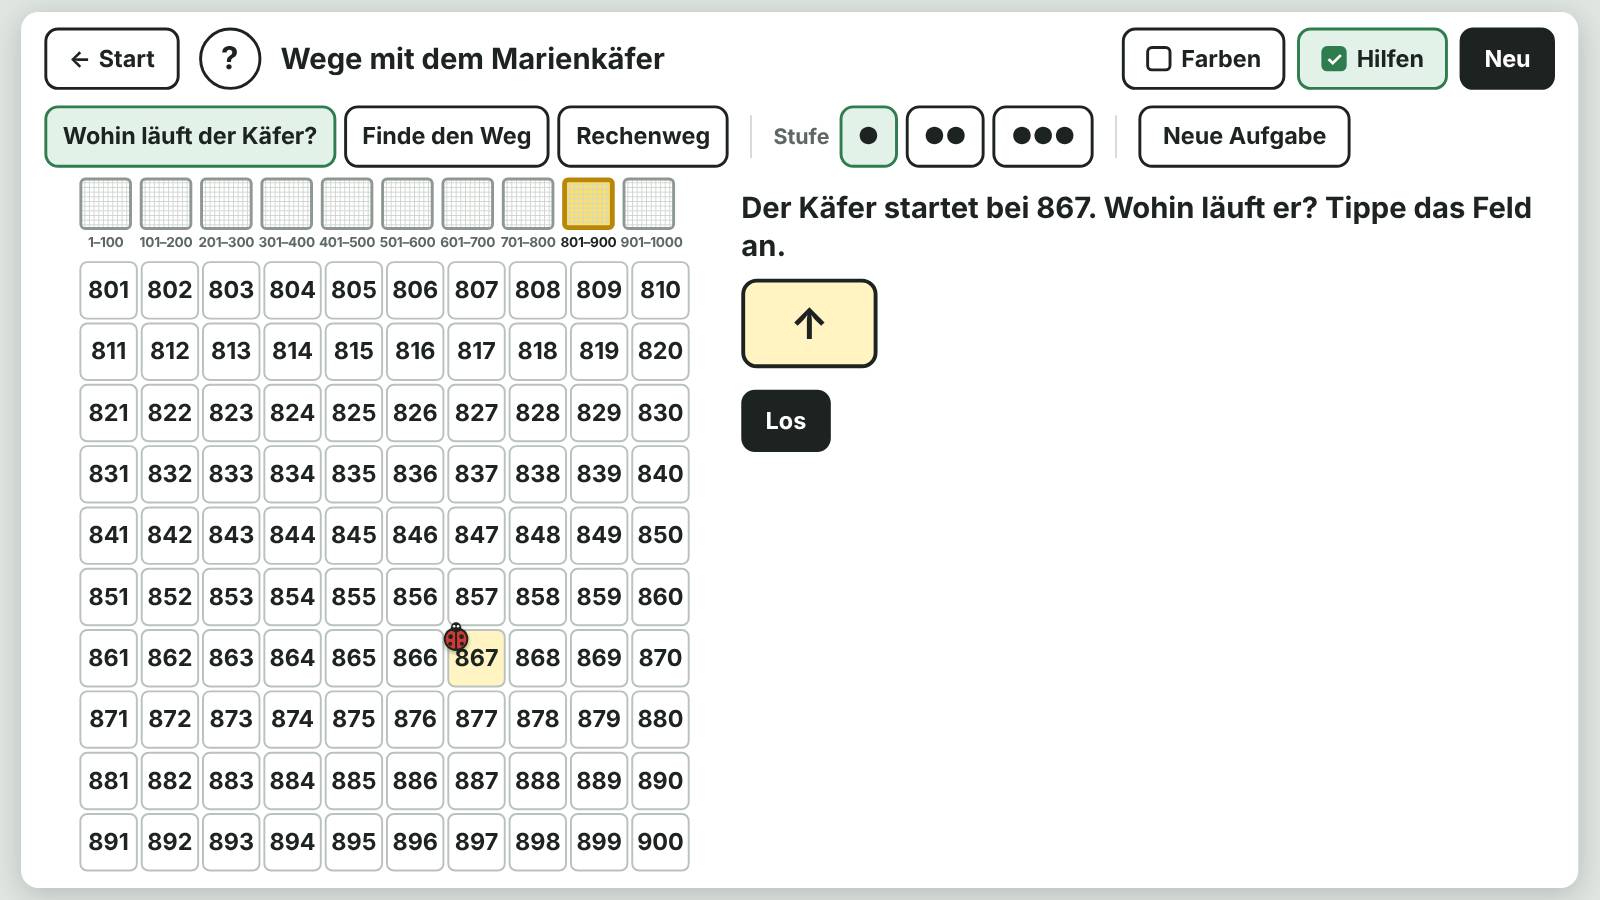 ← Start ? Wege mit dem Marienkäfer Farben Hilfen Neu
Wohin läuft der Käfer? Finde den Weg Rechenweg Stufe Neue Aufgabe
1–100 101–200 201–300 301–400 401–500 501–600 601–700 701–800 801–900 901–1000
Der Käfer startet bei 867. Wohin läuft er? Tippe das Feld
an.
↑
Los
801 802 803 804 805 806 807 808 809 810
811 812 813 814 815 816 817 818 819 820
821 822 823 824 825 826 827 828 829 830
831 832 833 834 835 836 837 838 839 840
841 842 843 844 845 846 847 848 849 850
851 852 853 854 855 856 857 858 859 860
861 862 863 864 865 866 867 868 869 870
871 872 873 874 875 876 877 878 879 880
881 882 883 884 885 886 887 888 889 890
891 892 893 894 895 896 897 898 899 900